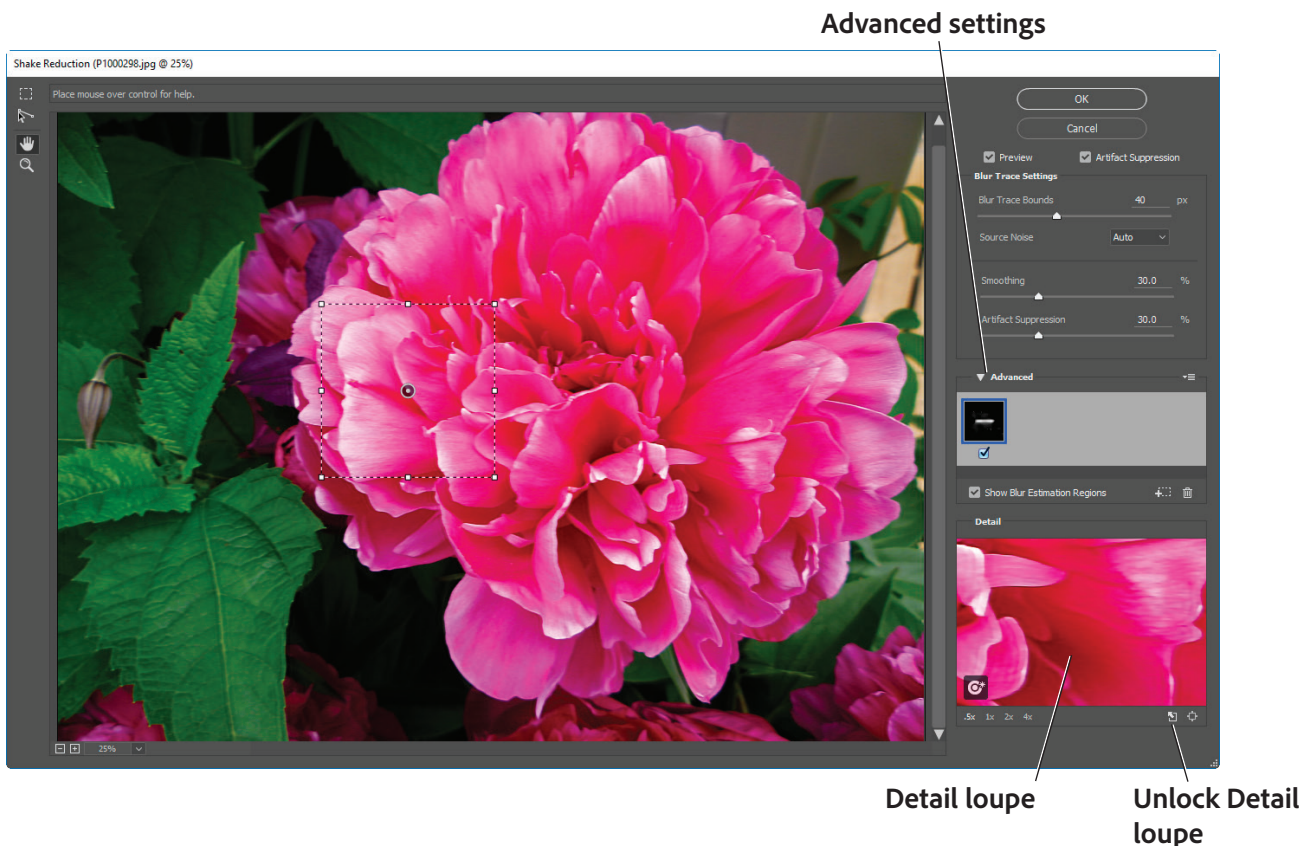 Advanced settings
Shake Reduction (P1000298.jpg @ 25%)
Place mouse over control for help.
OK
Cancel
Preview
Artifact Suppression
Blur Trace Settings
Blur Trace Bounds 40 px
Source Noise Auto
Smoothing 30.0 %
Artifact Suppression 30.0 %
Advanced
Show Blur Estimation Regions
Detail
.5x 1x 2x 4x
25%
Detail loupe
Unlock Detail
loupe